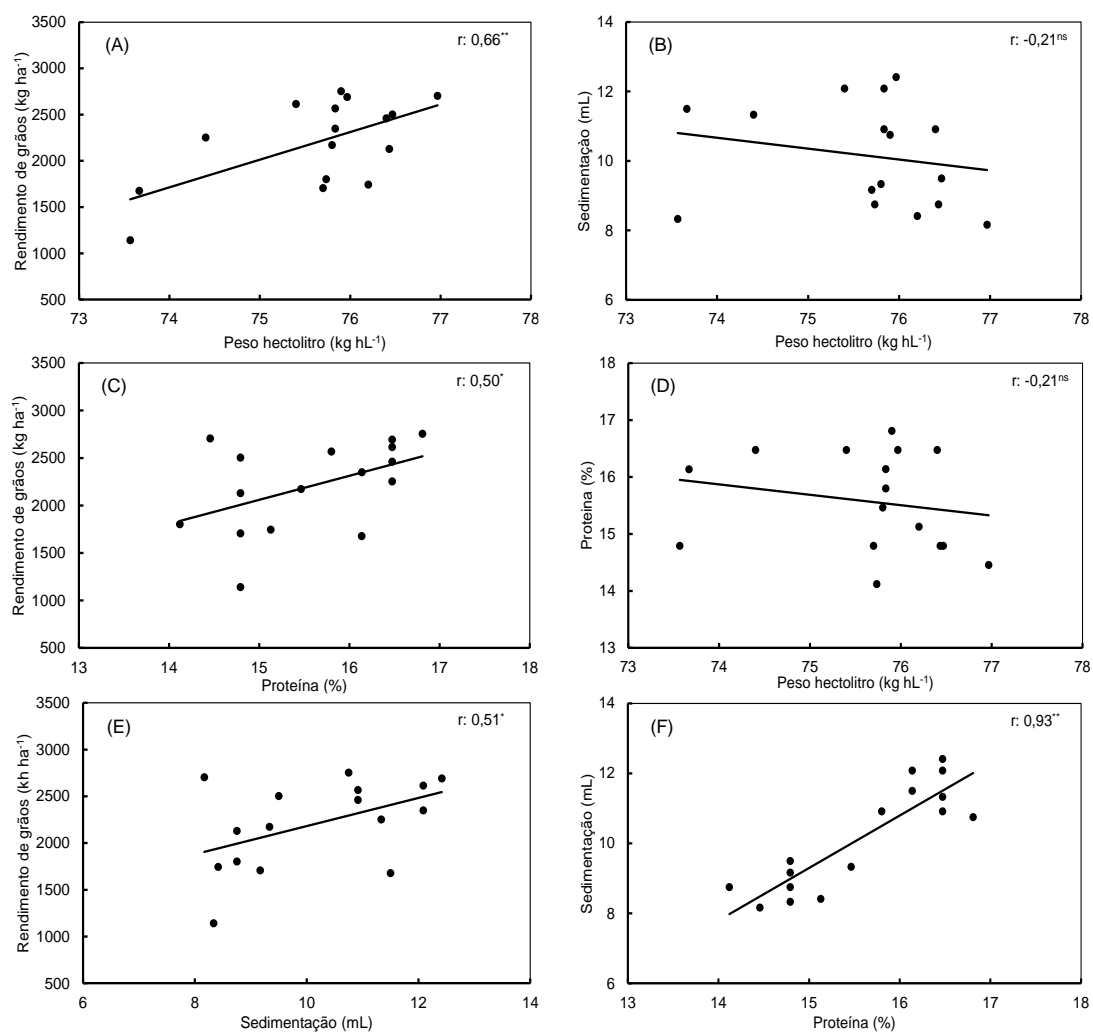 (A)
r: 0,66**
Rendimento de grãos (kg ha-1)
3500
3000
2500
2000
1500
1000
500
73 74 75 76 77 78
Peso hectolitro (kg hL-1)
(B)
r: -0,21ns
Sedimentação (mL)
14
12
10
8
6
73 74 75 76 77 78
Peso hectolitro (kg hL-1)
(C)
r: 0,50*
Rendimento de grãos (kg ha-1)
3500
3000
2500
2000
1500
1000
500
13 14 15 16 17 18
Proteína (%)
(D)
r: -0,21ns
Proteína (%)
18
17
16
15
14
13
73 74 75 76 77 78
Peso hectolitro (kg hL-1)
(E)
r: 0,51*
Rendimento de grãos (kh ha-1)
3500
3000
2500
2000
1500
1000
500
6 8 10 12 14
Sedimentação (mL)
(F)
r: 0,93**
Sedimentação (mL)
14
12
10
8
6
13 14 15 16 17 18
Proteína (%)